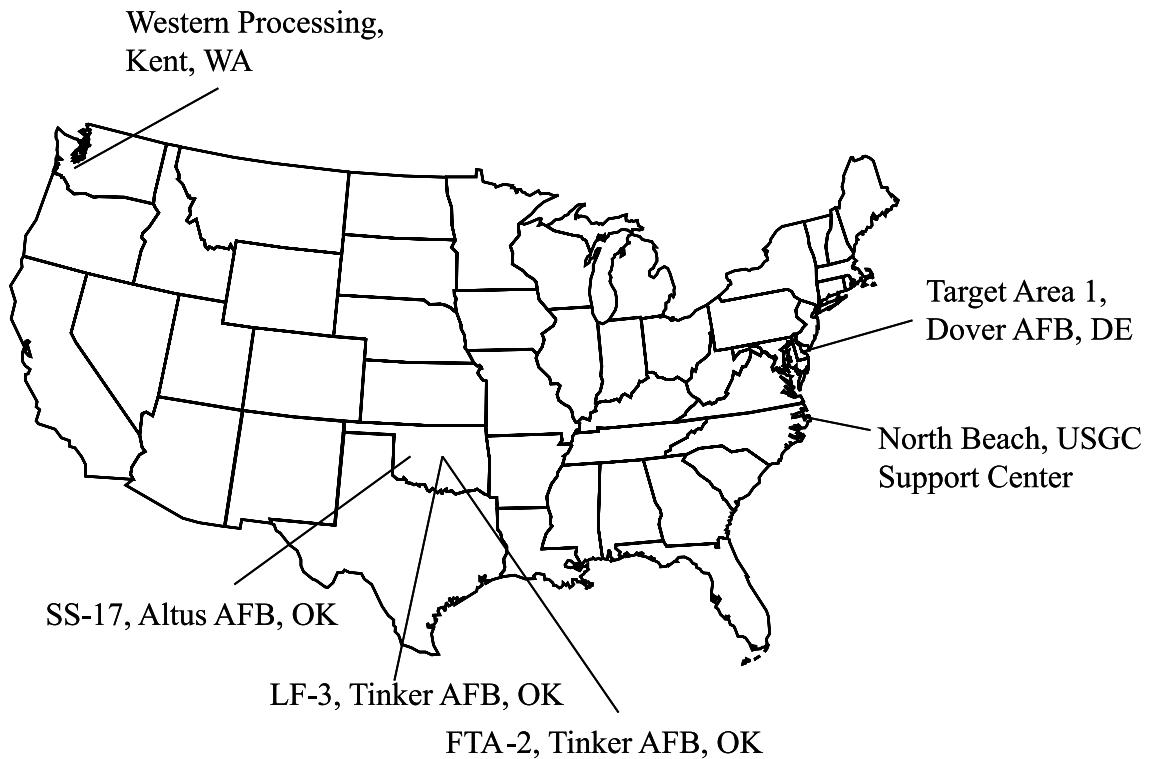 Western Processing,
Kent, WA
Target Area 1,
Dover AFB, DE
North Beach, USGC
Support Center
SS-17, Altus AFB, OK
LF-3, Tinker AFB, OK
FTA-2, Tinker AFB, OK